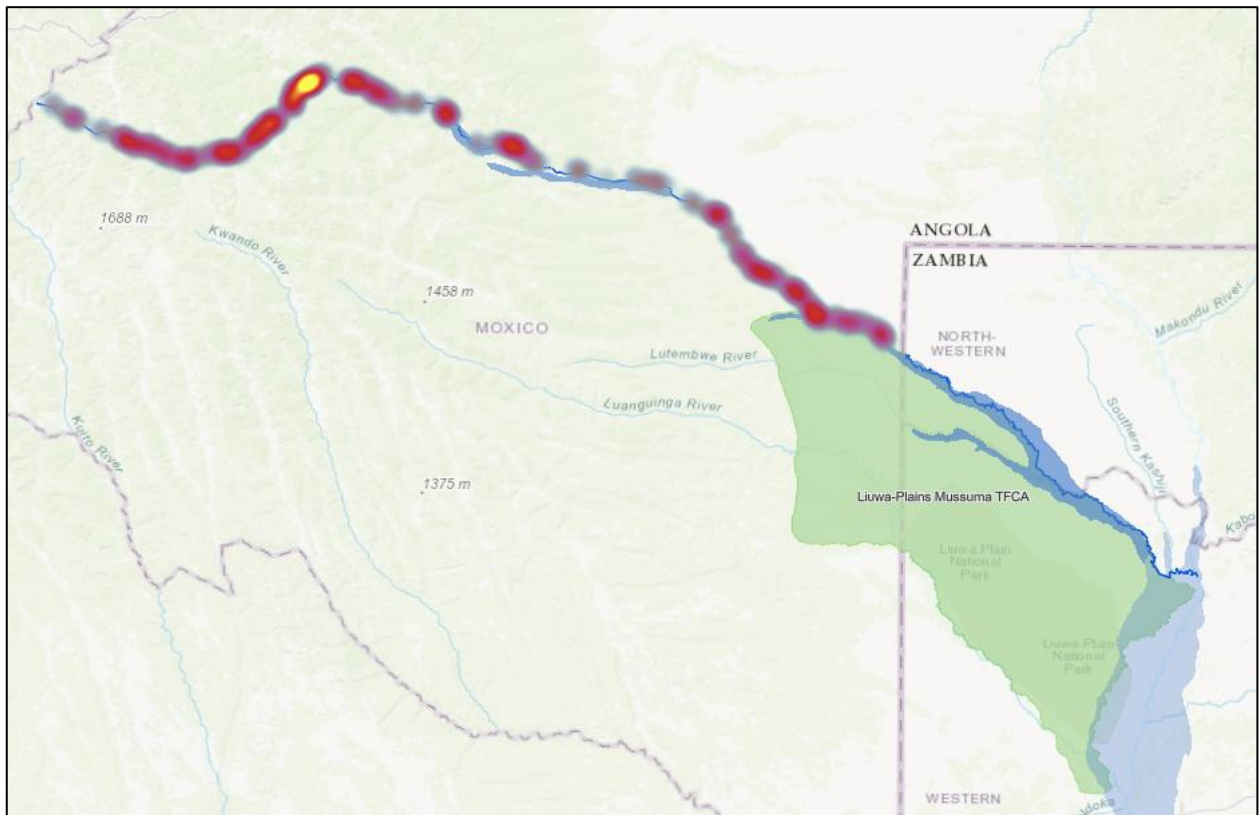 1688 m
Kwando River
ANGOLA
ZAMBIA
1458 m
MOXICO
Makondu River
NORTH-
WESTERN
Lutembwe River
Luanguinga River
Southern Kashiji
Kuito River
1375 m
Liuwa-Plains Mussuma TFCA
Liuwa Plain
National
Park
Liuwa Plain
National
Park
WESTERN